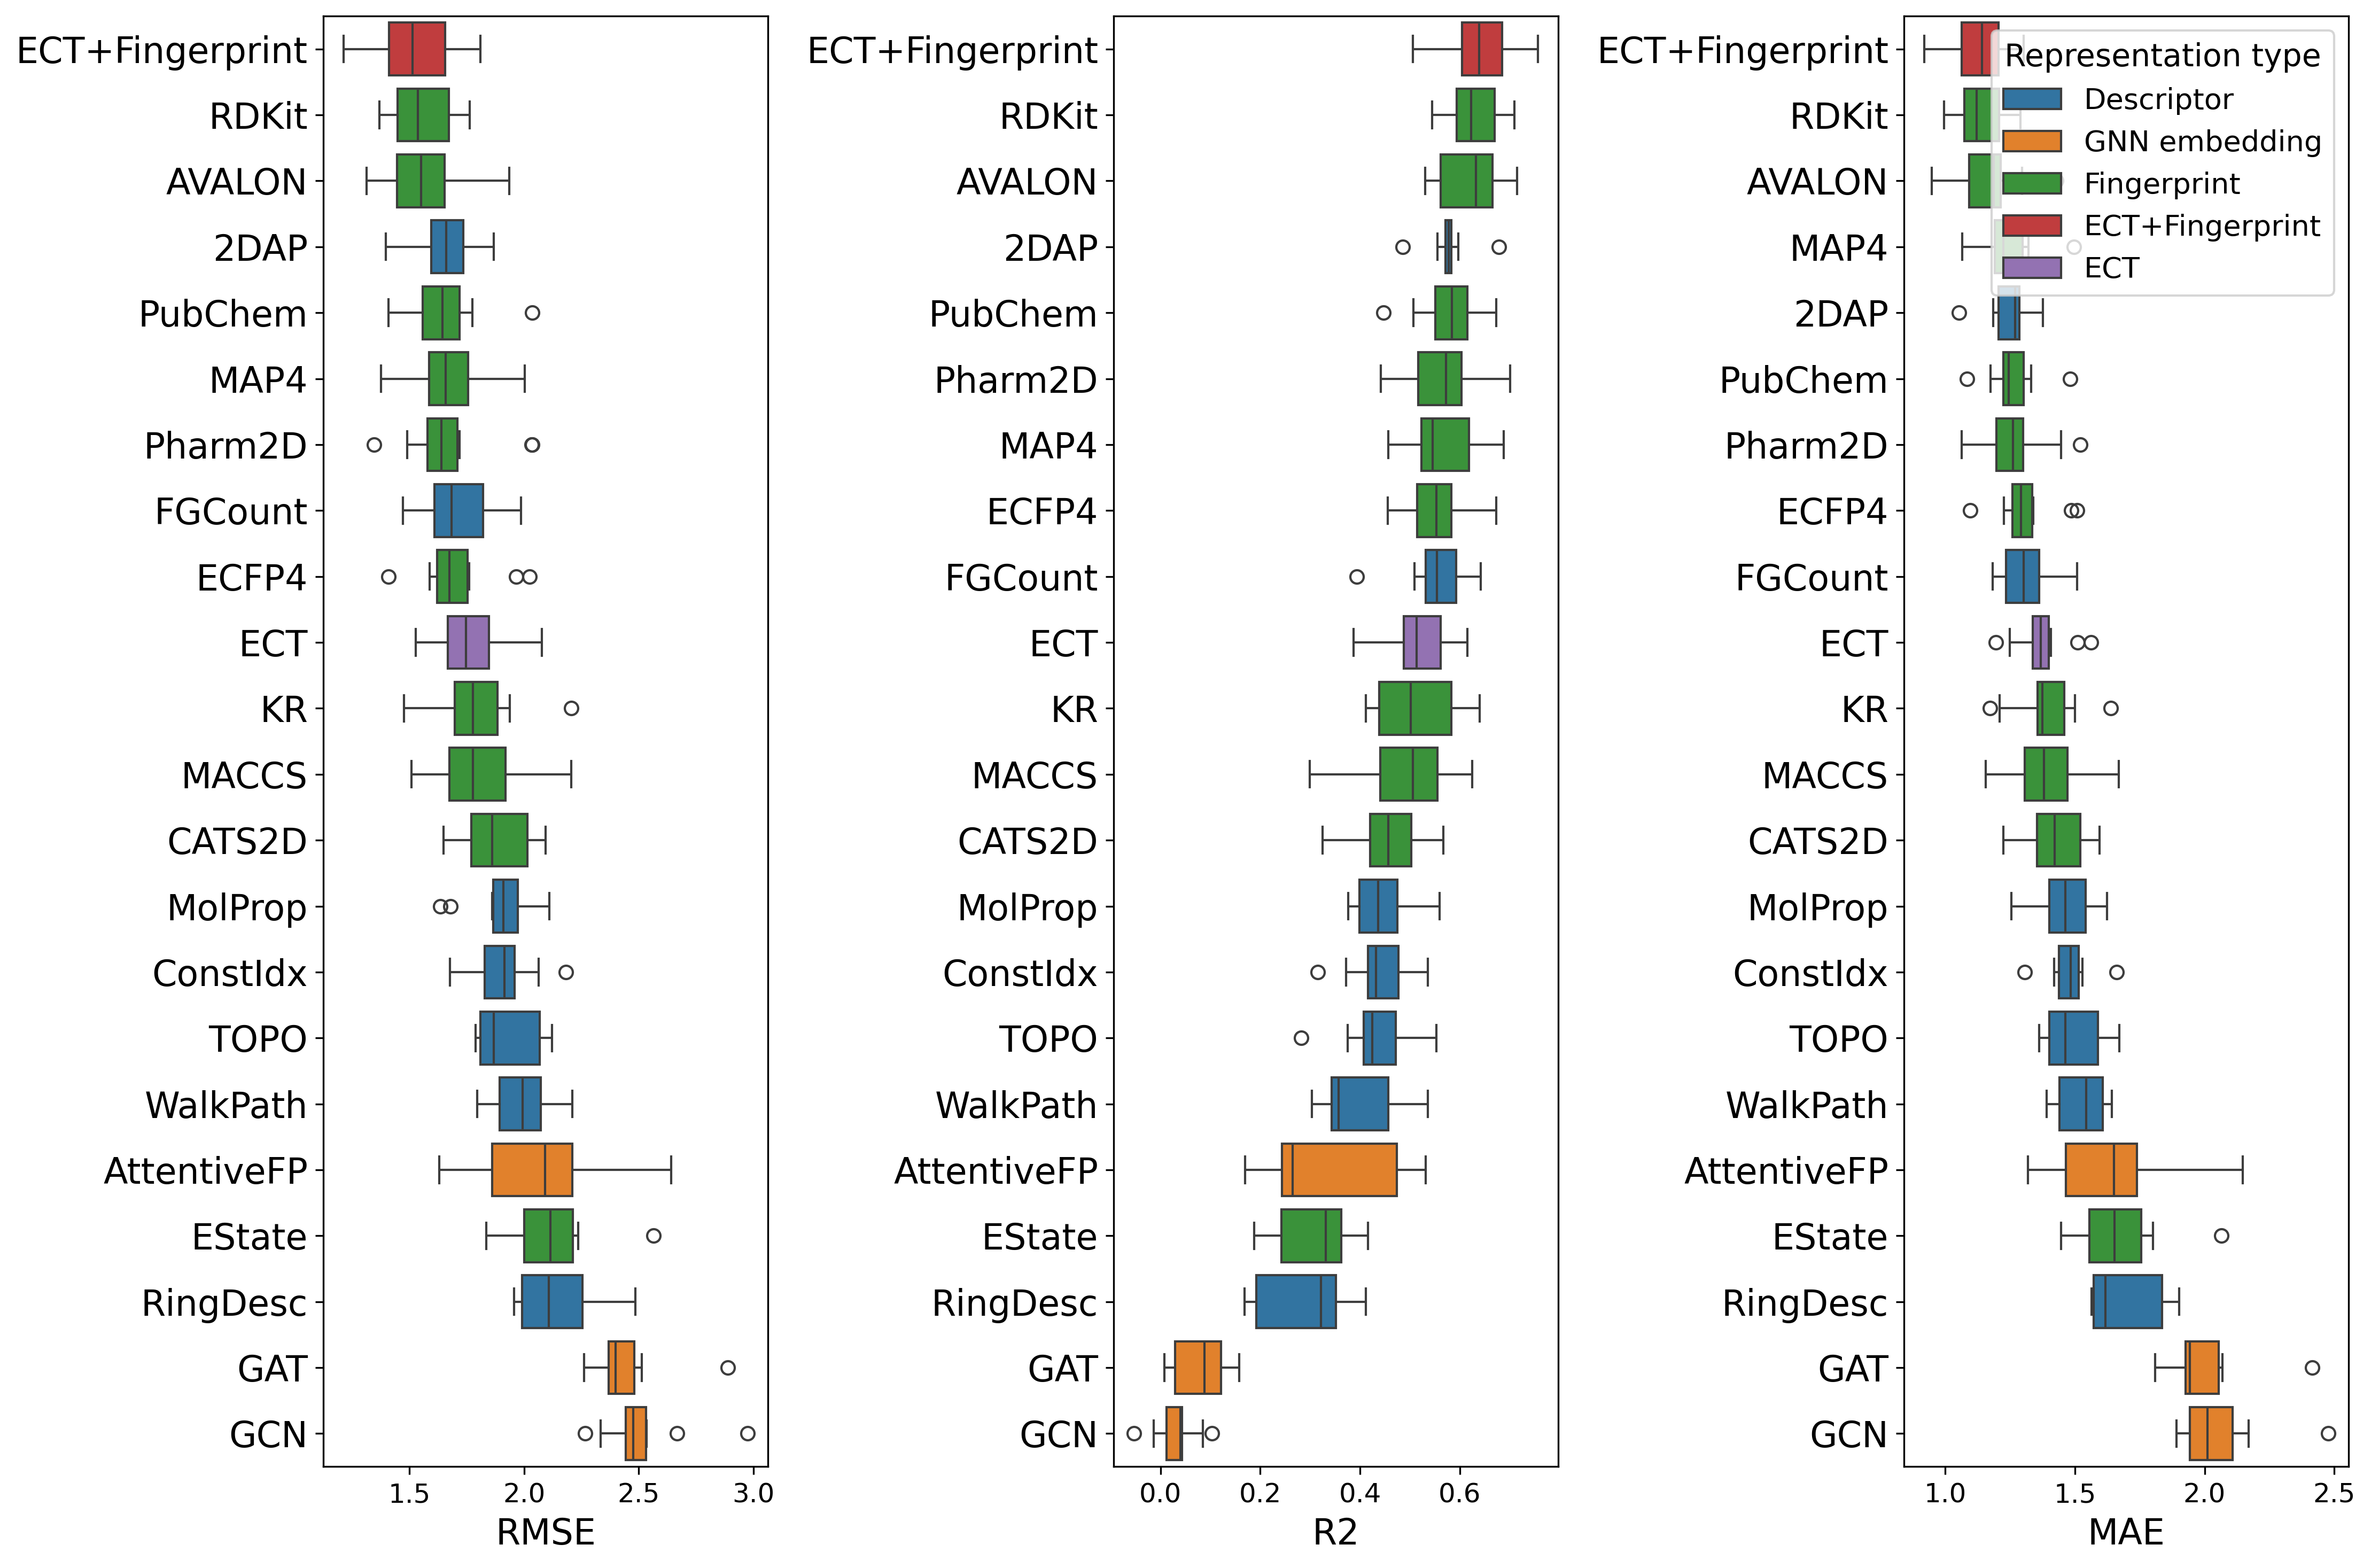 ECT+Fingerprint
RDKit
AVALON
2DAP
PubChem
MAP4
Pharm2D
FGCount
ECFP4
ECT
KR
MACCS
CATS2D
MolProp
ConstIdx
TOPO
WalkPath
AttentiveFP
EState
RingDesc
GAT
GCN
1.5 2.0 2.5 3.0
RMSE
ECT+Fingerprint
RDKit
AVALON
2DAP
PubChem
Pharm2D
MAP4
ECFP4
FGCount
ECT
KR
MACCS
CATS2D
MolProp
ConstIdx
TOPO
WalkPath
AttentiveFP
EState
RingDesc
GAT
GCN
0.0 0.2 0.4 0.6
R2
ECT+Fingerprint
RDKit
AVALON
MAP4
2DAP
PubChem
Pharm2D
ECFP4
FGCount
ECT
KR
MACCS
CATS2D
MolProp
ConstIdx
TOPO
WalkPath
AttentiveFP
EState
RingDesc
GAT
GCN
1.0 1.5 2.0 2.5
MAE
Representation type
Descriptor
GNN embedding
Fingerprint
ECT+Fingerprint
ECT